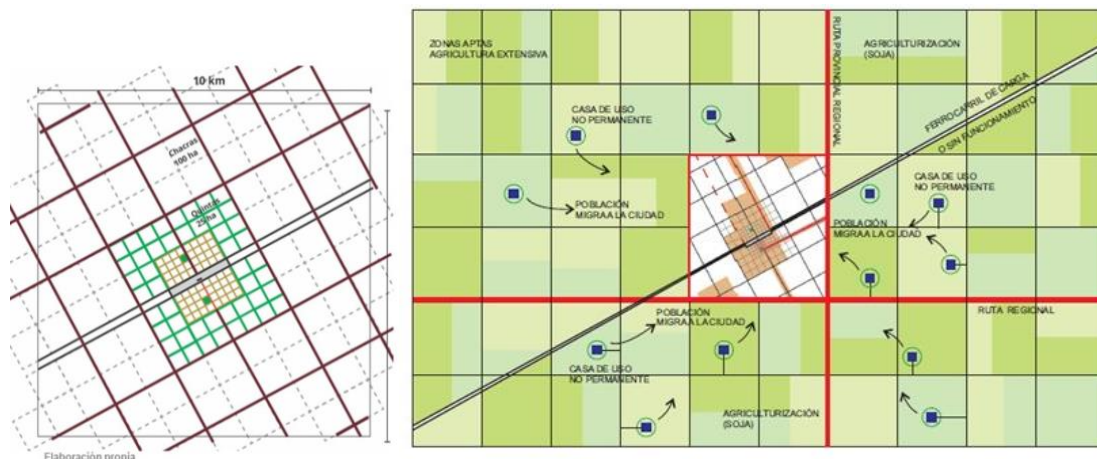 10 km
Chacras
100 ha
Quintas
25 ha
Elaboración propia
ZONAS APTAS
AGRICULTURA EXTENSIVA
RUTA PROVINCIAL REGIONAL
AGRICULTURIZACIÓN
(SOJA)
FERROCARRIL DE CARGA
O SIN FUNCIONAMIENTO
CASA DE USO
NO PERMANENTE
POBLACIÓN
MIGRA A LA CIUDAD
CASA DE USO
NO PERMANENTE
POBLACIÓN
MIGRA A LA CIUDAD
POBLACIÓN
MIGRA A LA CIUDAD
RUTA REGIONAL
CASA DE USO
NO PERMANENTE
AGRICULTURIZACIÓN
(SOJA)